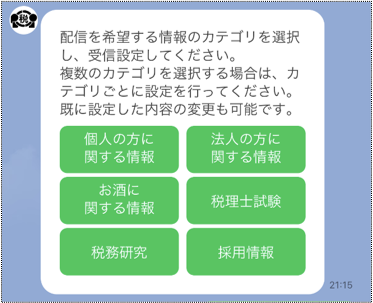 税
配信を希望する情報のカテゴリを選択
し、受信設定してください。
複数のカテゴリを選択する場合は、カ
テゴリごとに設定を行ってください。
既に設定した内容の変更も可能です。
個人の方に
関する情報
法人の方に
関する情報
お酒に
関する情報
税理士試験
税務研究
採用情報
21:15